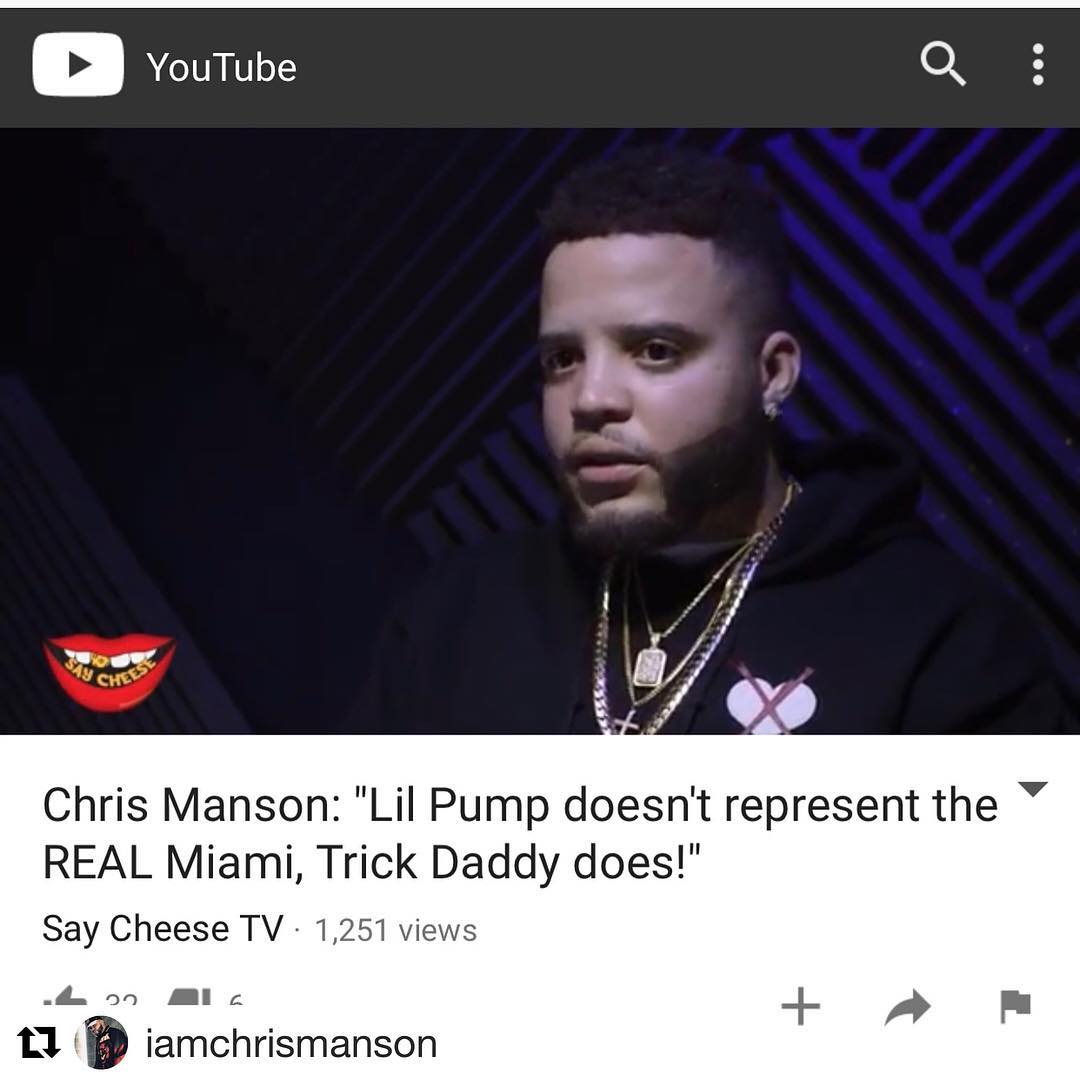 YouTube
SAY CHEESE
Chris Manson: "Lil Pump doesn't represent the
REAL Miami, Trick Daddy does!"
Say Cheese TV · 1,251 views
iamchrismanson